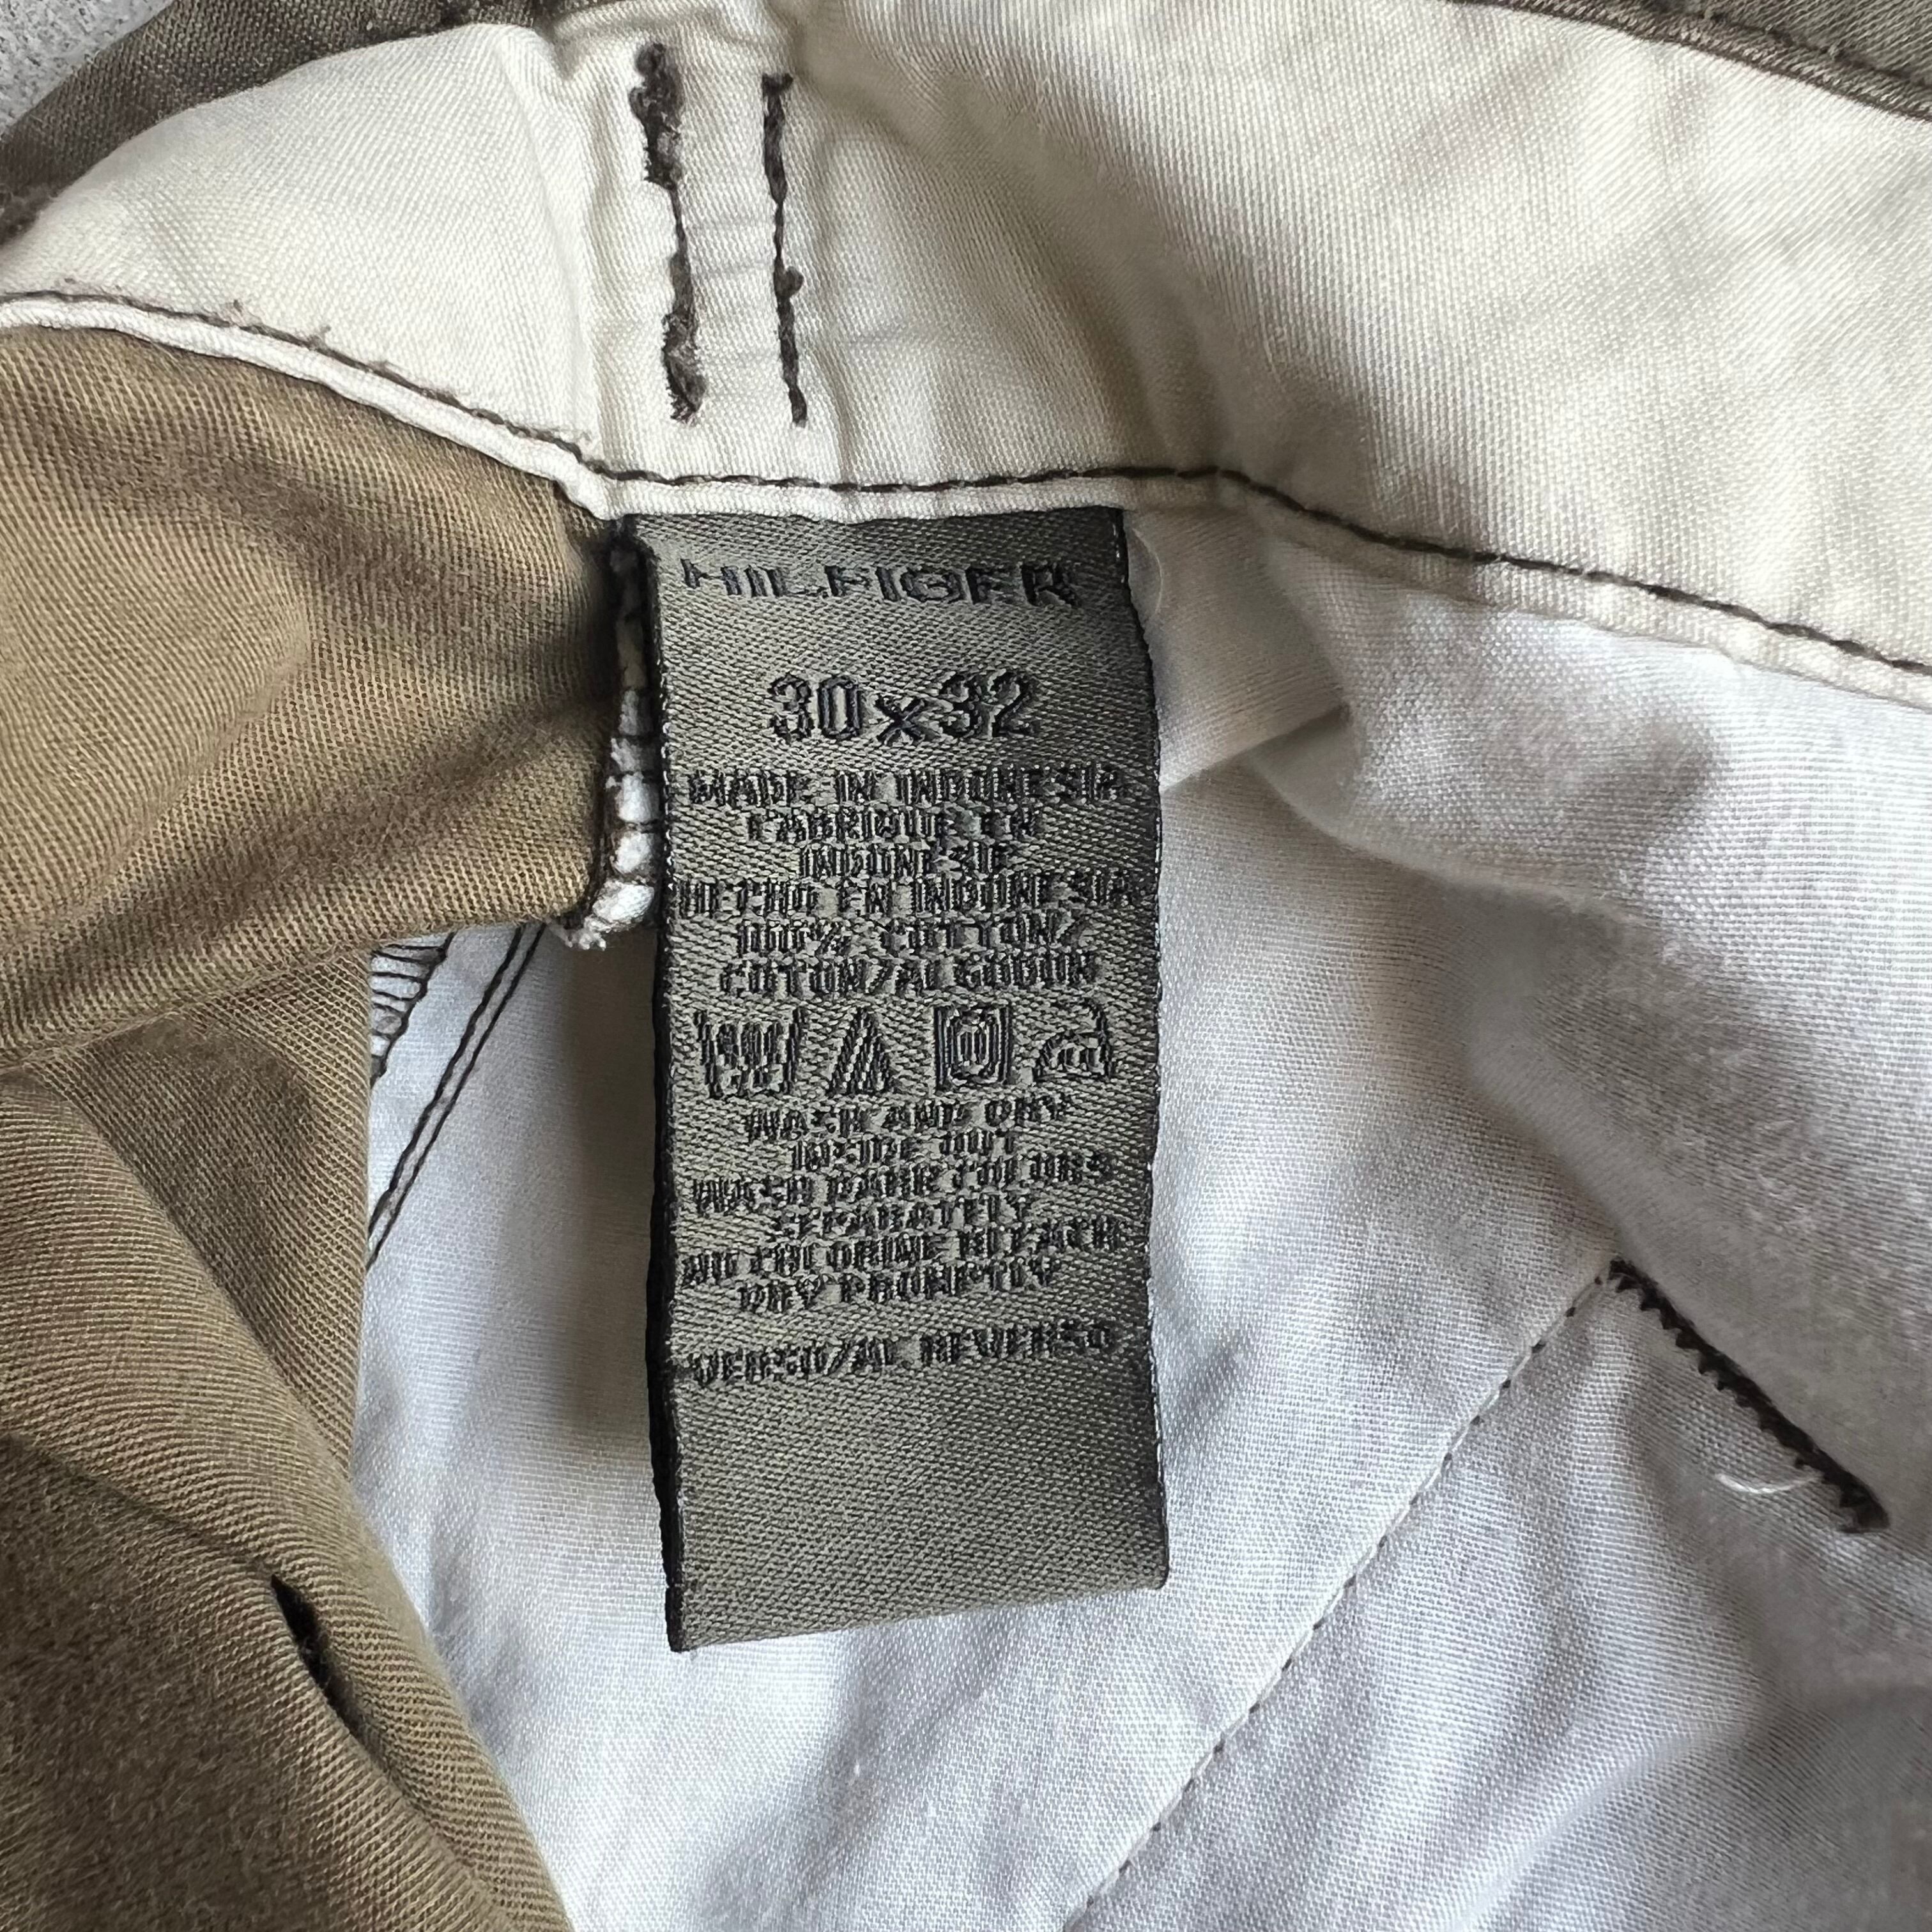 HILFIGER
30x32
MADE IN INDONESIA
FABRIQUE EN
INDONESIE
HECHO EN INDONESIA
100% COTTON/
COTON/ALGODON
WASH AND DRY
INSIDE OUT
WASH DARK COLORS
SEPARATELY
NO CHLORINE BLEACH
DRY PROMPTLY
VERSO/AL REVERSO